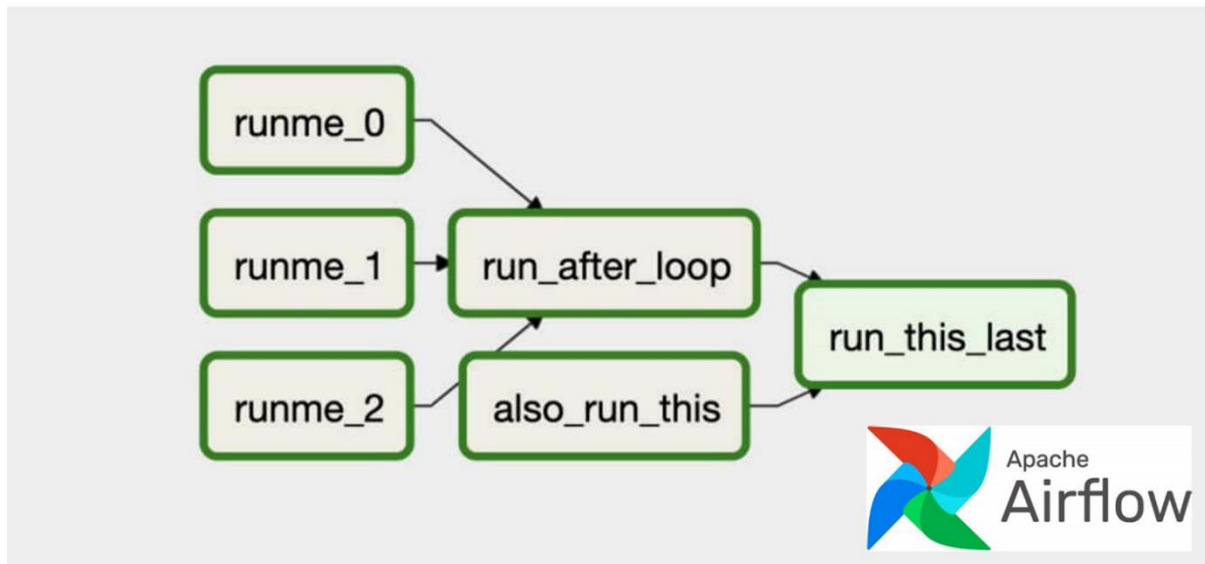 runme_0
runme_1
run_after_loop
run_this_last
runme_2
also_run_this
Apache
Airflow